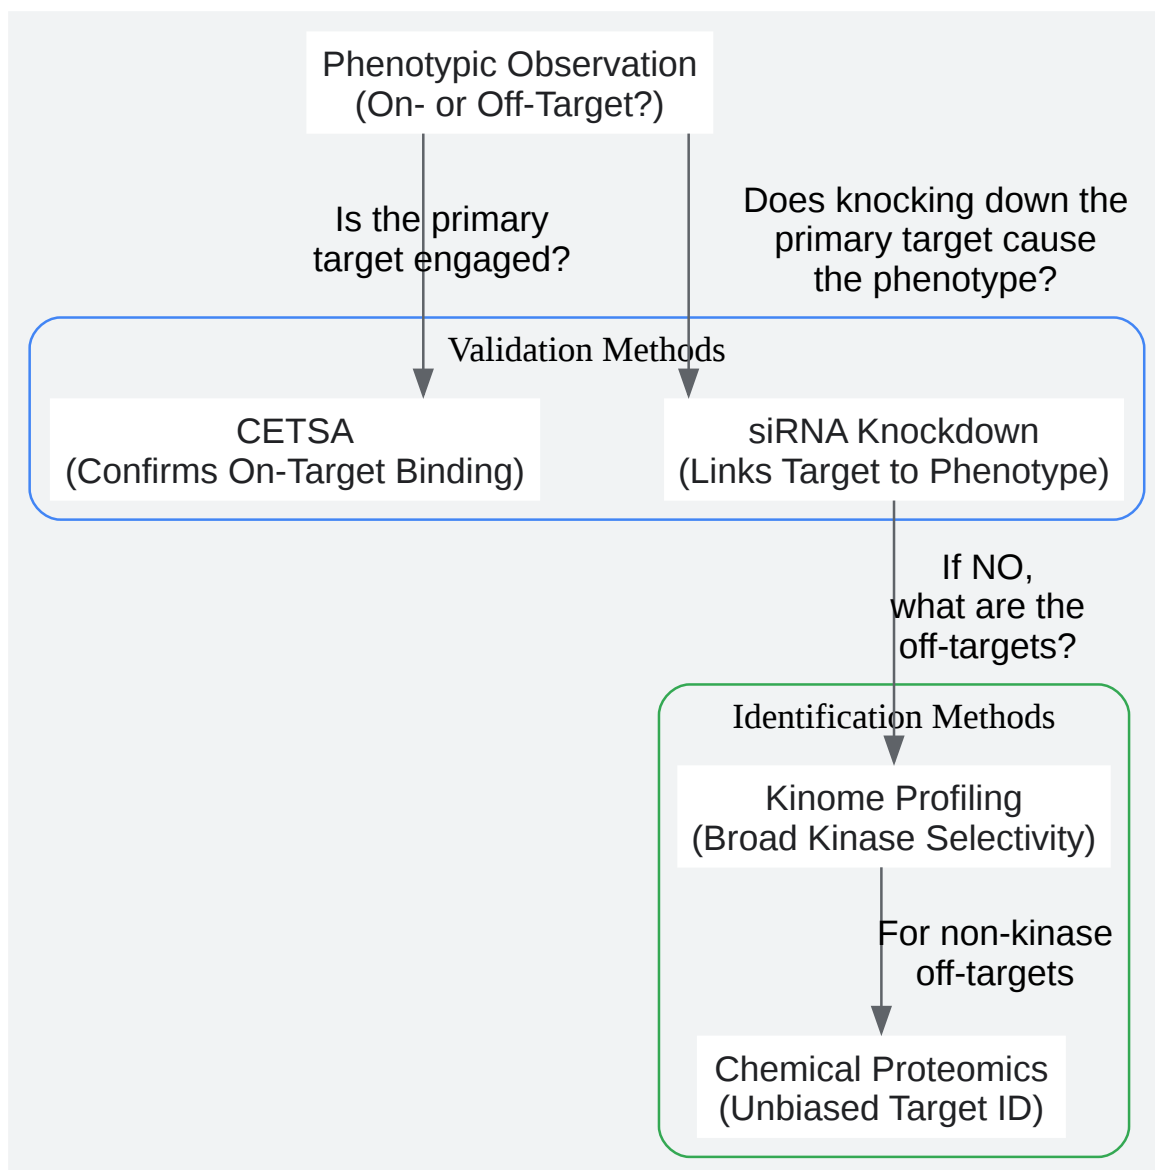 Phenotypic Observation
(On- or Off-Target?)
Is the primary
target engaged?
Does knocking down the
primary target cause
the phenotype?
Validation Methods
CETSA
(Confirms On-Target Binding)
siRNA Knockdown
(Links Target to Phenotype)
If NO,
what are the
off-targets?
Identification Methods
Kinome Profiling
(Broad Kinase Selectivity)
For non-kinase
off-targets
Chemical Proteomics
(Unbiased Target ID)